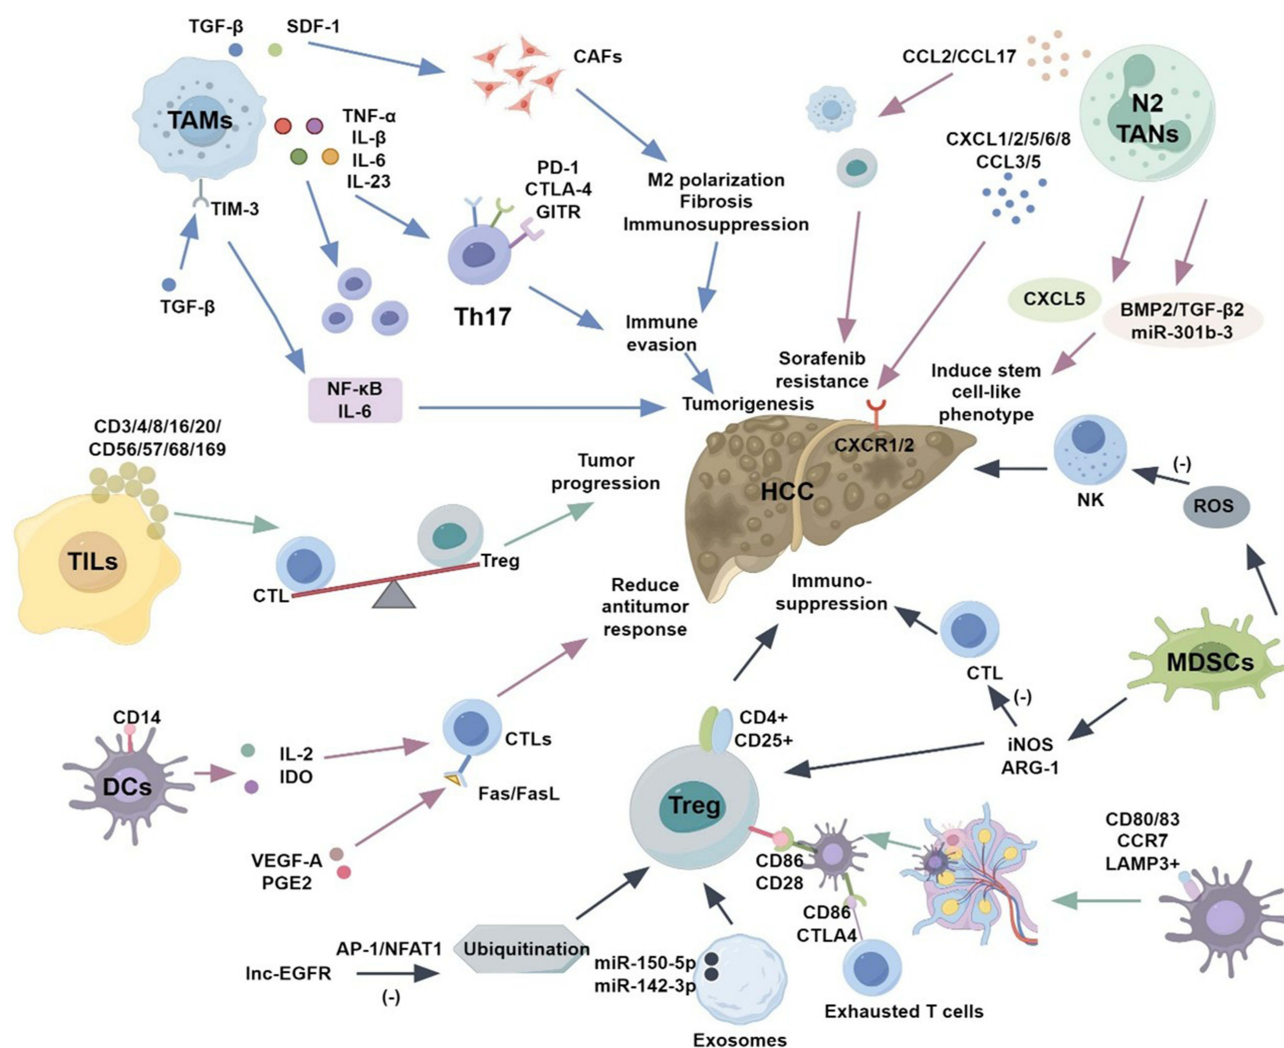 TGF-β
SDF-1
CAFs
CCL2/CCL17
N2
TANs
TAMs
TNF-α
IL-β
IL-6
IL-23
CXCL1/2/5/6/8
CCL3/5
PD-1
CTLA-4
GITR
M2 polarization
Fibrosis
Immunosuppression
TIM-3
TGF-β
Th17
CXCL5
BMP2/TGF-β2
miR-301b-3
Immune
evasion
Sorafenib
resistance
Induce stem
cell-like
phenotype
NF-κB
IL-6
Tumorigenesis
CD3/4/8/16/20/
CD56/57/68/169
CXCR1/2
HCC
Tumor
progression
(-)
NK
ROS
TILs
CTL
Treg
Reduce
antitumor
response
Immuno-
suppression
CTL
MDSCs
(-)
CD14
DCs
IL-2
IDO
CTLs
Fas/FasL
CD4+
CD25+
iNOS
ARG-1
Treg
VEGF-A
PGE2
CD86
CD28
CD80/83
CCR7
LAMP3+
CD86
CTLA4
AP-1/NFAT1
lnc-EGFR
(-)
Ubiquitination
miR-150-5p
miR-142-3p
Exosomes
Exhausted T cells